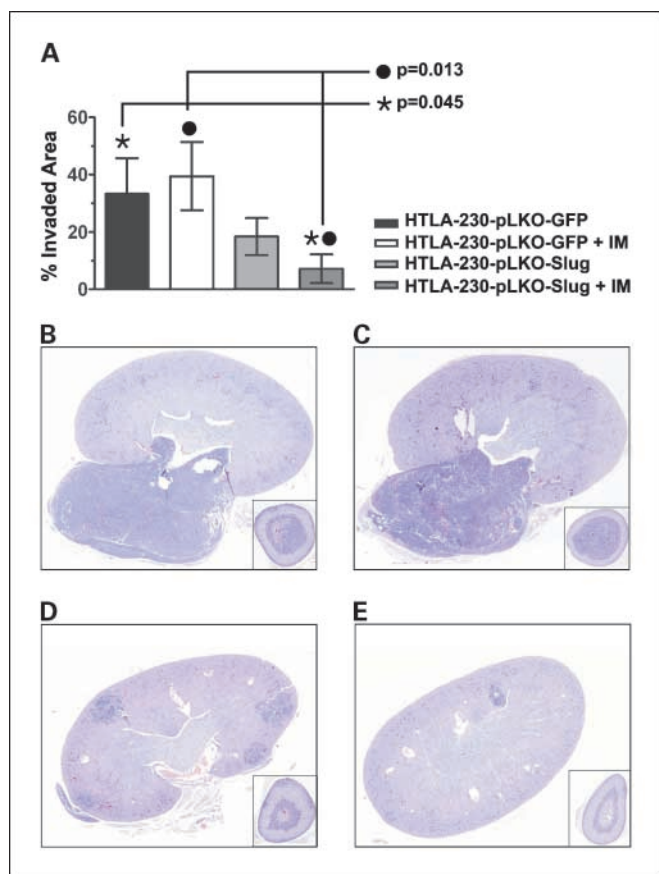 A
● p=0.013
* p=0.045
% Invaded Area
60
40
20
0
*
●
*●
HTLA-230-pLKO-GFP
HTLA-230-pLKO-GFP + IM
HTLA-230-pLKO-Slug
HTLA-230-pLKO-Slug + IM
B
C
D
E